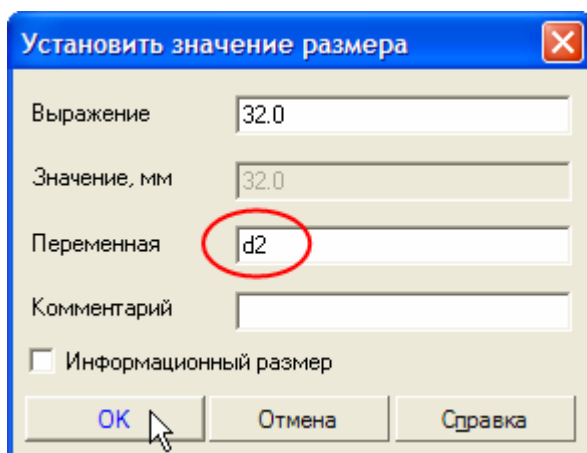 Установить значение размера
Выражение 32.0
Значение, мм 32.0
Переменная d2
Комментарий
Информационный размер
OK Отмена Справка